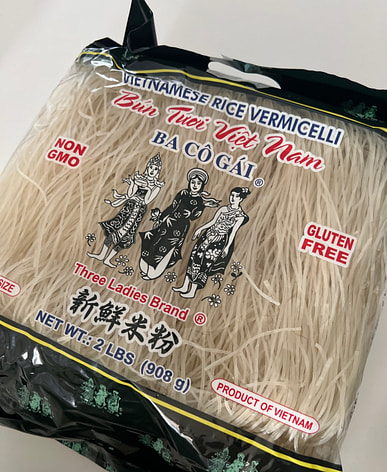 VIETNAMESE RICE VERMICELLI
Bún Tươi Việt Nam
BA CÔ GÁI ®
NON
GMO
GLUTEN
FREE
Three Ladies Brand ®
SIZE
新鮮米粉
NET WT.: 2 LBS (908 g)
PRODUCT OF VIETNAM